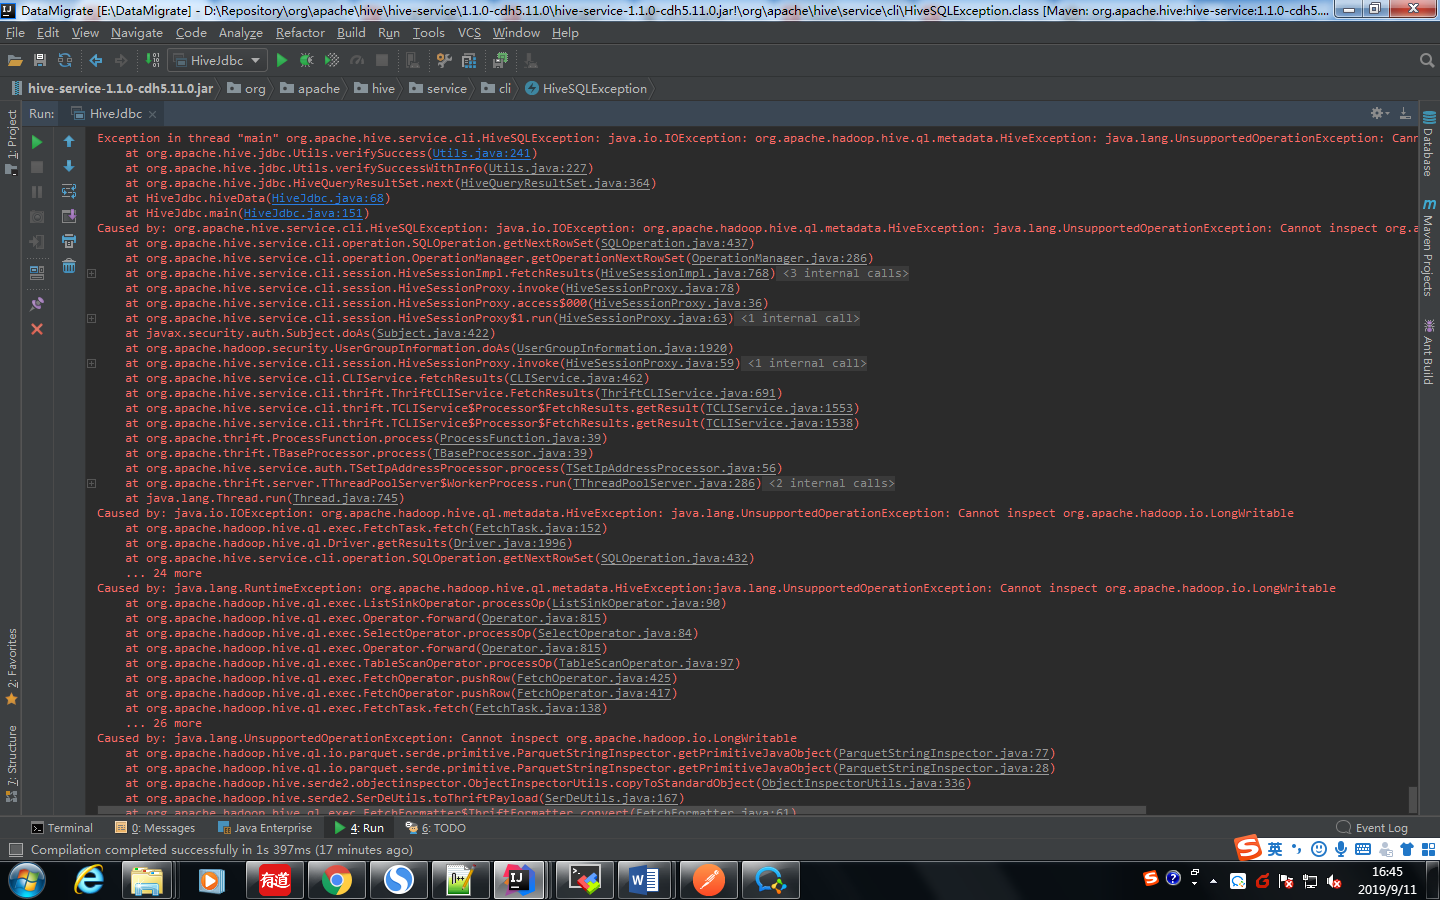 DataMigrate [E:\DataMigrate] - D:\Repository\org\apache\hive\hive-service\1.1.0-cdh5.11.0\hive-service-1.1.0-cdh5.11.0.jar!\org\apache\hive\service\cli\HiveSQLException.class [Maven: org.apache.hive:hive-service:1.1.0-cdh5....
File Edit View Navigate Code Analyze Refactor Build Run Tools VCS Window Help
HiveJdbc
hive-service-1.1.0-cdh5.11.0.jar org apache hive service cli HiveSQLException
Run: HiveJdbc
Exception in thread "main" org.apache.hive.service.cli.HiveSQLException: java.io.IOException: org.apache.hadoop.hive.ql.metadata.HiveException: java.lang.UnsupportedOperationException: Cann
at org.apache.hive.jdbc.Utils.verifySuccess(Utils.java:241)
at org.apache.hive.jdbc.Utils.verifySuccessWithInfo(Utils.java:227)
at org.apache.hive.jdbc.HiveQueryResultSet.next(HiveQueryResultSet.java:364)
at HiveJdbc.hiveData(HiveJdbc.java:68)
at HiveJdbc.main(HiveJdbc.java:151)
Caused by: org.apache.hive.service.cli.HiveSQLException: java.io.IOException: org.apache.hadoop.hive.ql.metadata.HiveException: java.lang.UnsupportedOperationException: Cannot inspect org.a
at org.apache.hive.service.cli.operation.SQLOperation.getNextRowSet(SQLOperation.java:437)
at org.apache.hive.service.cli.operation.OperationManager.getOperationNextRowSet(OperationManager.java:286)
at org.apache.hive.service.cli.session.HiveSessionImpl.fetchResults(HiveSessionImpl.java:768) <3 internal calls>
at org.apache.hive.service.cli.session.HiveSessionProxy.invoke(HiveSessionProxy.java:78)
at org.apache.hive.service.cli.session.HiveSessionProxy.access$000(HiveSessionProxy.java:36)
at org.apache.hive.service.cli.session.HiveSessionProxy$1.run(HiveSessionProxy.java:63) <1 internal call>
at javax.security.auth.Subject.doAs(Subject.java:422)
at org.apache.hadoop.security.UserGroupInformation.doAs(UserGroupInformation.java:1920)
at org.apache.hive.service.cli.session.HiveSessionProxy.invoke(HiveSessionProxy.java:59) <1 internal call>
at org.apache.hive.service.cli.CLIService.fetchResults(CLIService.java:462)
at org.apache.hive.service.cli.thrift.ThriftCLIService.FetchResults(ThriftCLIService.java:691)
at org.apache.hive.service.cli.thrift.TCLIService$Processor$FetchResults.getResult(TCLIService.java:1553)
at org.apache.hive.service.cli.thrift.TCLIService$Processor$FetchResults.getResult(TCLIService.java:1538)
at org.apache.thrift.ProcessFunction.process(ProcessFunction.java:39)
at org.apache.thrift.TBaseProcessor.process(TBaseProcessor.java:39)
at org.apache.hive.service.auth.TSetIpAddressProcessor.process(TSetIpAddressProcessor.java:56)
at org.apache.thrift.server.TThreadPoolServer$WorkerProcess.run(TThreadPoolServer.java:286) <2 internal calls>
at java.lang.Thread.run(Thread.java:745)
Caused by: java.io.IOException: org.apache.hadoop.hive.ql.metadata.HiveException: java.lang.UnsupportedOperationException: Cannot inspect org.apache.hadoop.io.LongWritable
at org.apache.hadoop.hive.ql.exec.FetchTask.fetch(FetchTask.java:152)
at org.apache.hadoop.hive.ql.Driver.getResults(Driver.java:1996)
at org.apache.hive.service.cli.operation.SQLOperation.getNextRowSet(SQLOperation.java:432)
... 24 more
Caused by: java.lang.RuntimeException: org.apache.hadoop.hive.ql.metadata.HiveException:java.lang.UnsupportedOperationException: Cannot inspect org.apache.hadoop.io.LongWritable
at org.apache.hadoop.hive.ql.exec.ListSinkOperator.processOp(ListSinkOperator.java:90)
at org.apache.hadoop.hive.ql.exec.Operator.forward(Operator.java:815)
at org.apache.hadoop.hive.ql.exec.SelectOperator.processOp(SelectOperator.java:84)
at org.apache.hadoop.hive.ql.exec.Operator.forward(Operator.java:815)
at org.apache.hadoop.hive.ql.exec.TableScanOperator.processOp(TableScanOperator.java:97)
at org.apache.hadoop.hive.ql.exec.FetchOperator.pushRow(FetchOperator.java:425)
at org.apache.hadoop.hive.ql.exec.FetchOperator.pushRow(FetchOperator.java:417)
at org.apache.hadoop.hive.ql.exec.FetchTask.fetch(FetchTask.java:138)
... 26 more
Caused by: java.lang.UnsupportedOperationException: Cannot inspect org.apache.hadoop.io.LongWritable
at org.apache.hadoop.hive.ql.io.parquet.serde.primitive.ParquetStringInspector.getPrimitiveJavaObject(ParquetStringInspector.java:77)
at org.apache.hadoop.hive.ql.io.parquet.serde.primitive.ParquetStringInspector.getPrimitiveJavaObject(ParquetStringInspector.java:28)
at org.apache.hadoop.hive.serde2.objectinspector.ObjectInspectorUtils.copyToStandardObject(ObjectInspectorUtils.java:336)
at org.apache.hadoop.hive.serde2.SerDeUtils.toThriftPayload(SerDeUtils.java:167)
at org.apache.hadoop.hive.ql.exec.FetchFormatter$ThriftFormatter.convert(FetchFormatter.java:61)
1: Project
2: Favorites
7: Structure
Database
Maven Projects
Ant Build
Terminal 0: Messages Java Enterprise 4: Run 6: TODO Event Log
Compilation completed successfully in 1s 397ms (17 minutes ago)
英
有道
16:45
2019/9/11